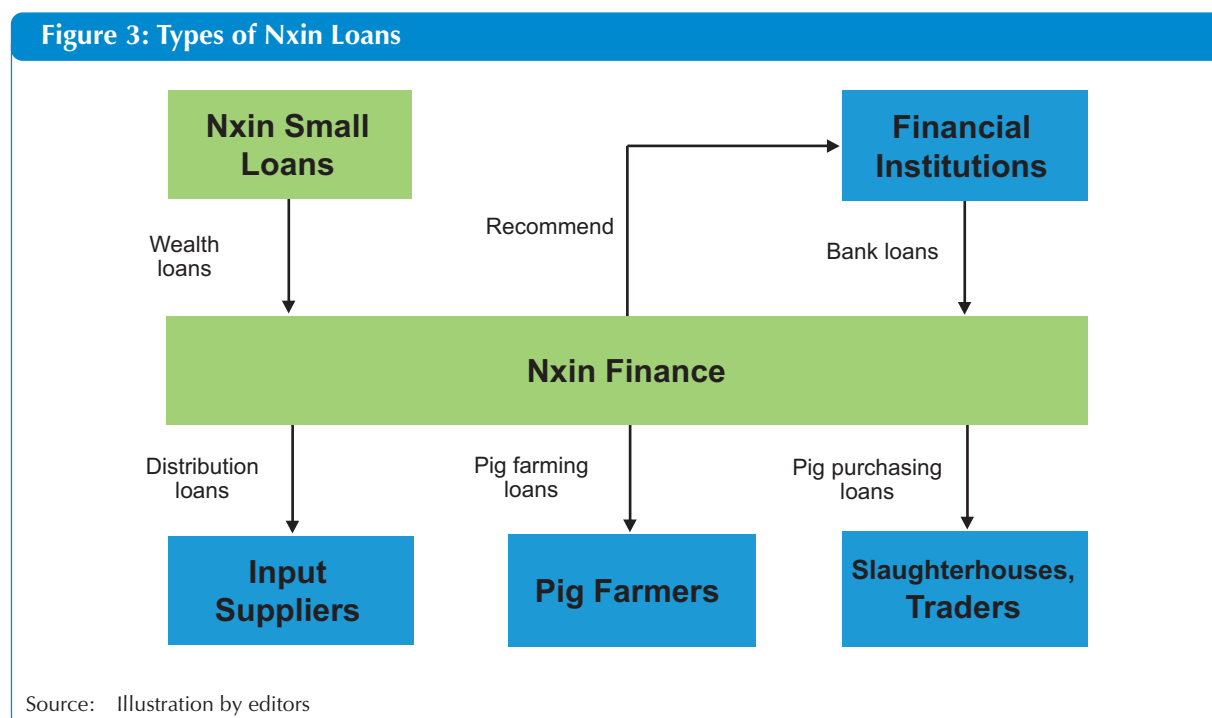 Figure 3: Types of Nxin Loans
Nxin Small
Loans
Financial
Institutions
Wealth
loans
Recommend
Bank loans
Nxin Finance
Distribution
loans
Pig farming
loans
Pig purchasing
loans
Input
Suppliers
Pig Farmers
Slaughterhouses,
Traders
Source: Illustration by editors